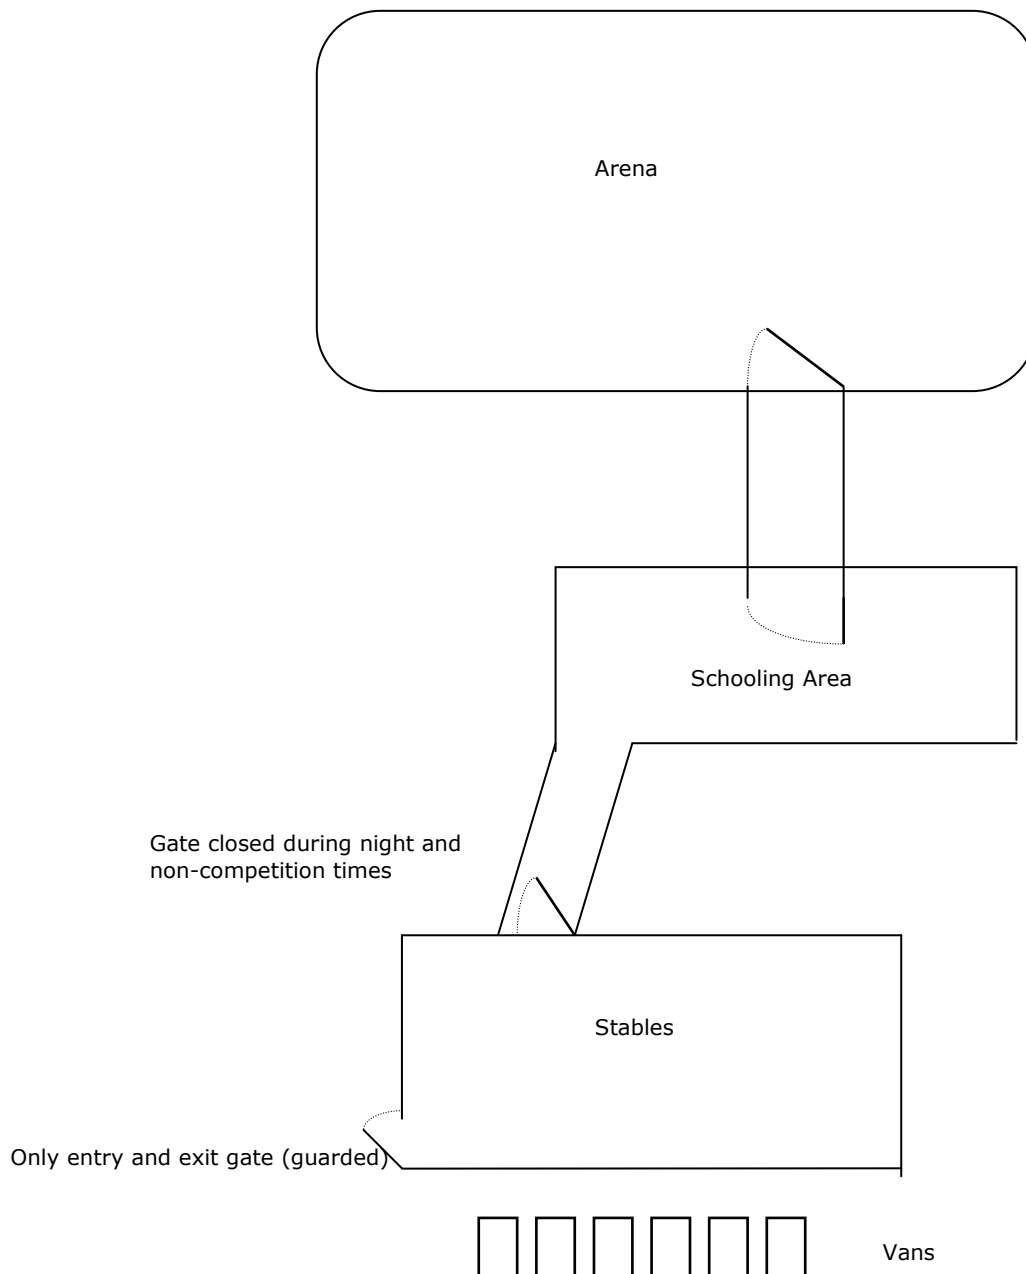 Arena
Schooling Area
Gate closed during night and
non-competition times
Stables
Only entry and exit gate (guarded)
Vans